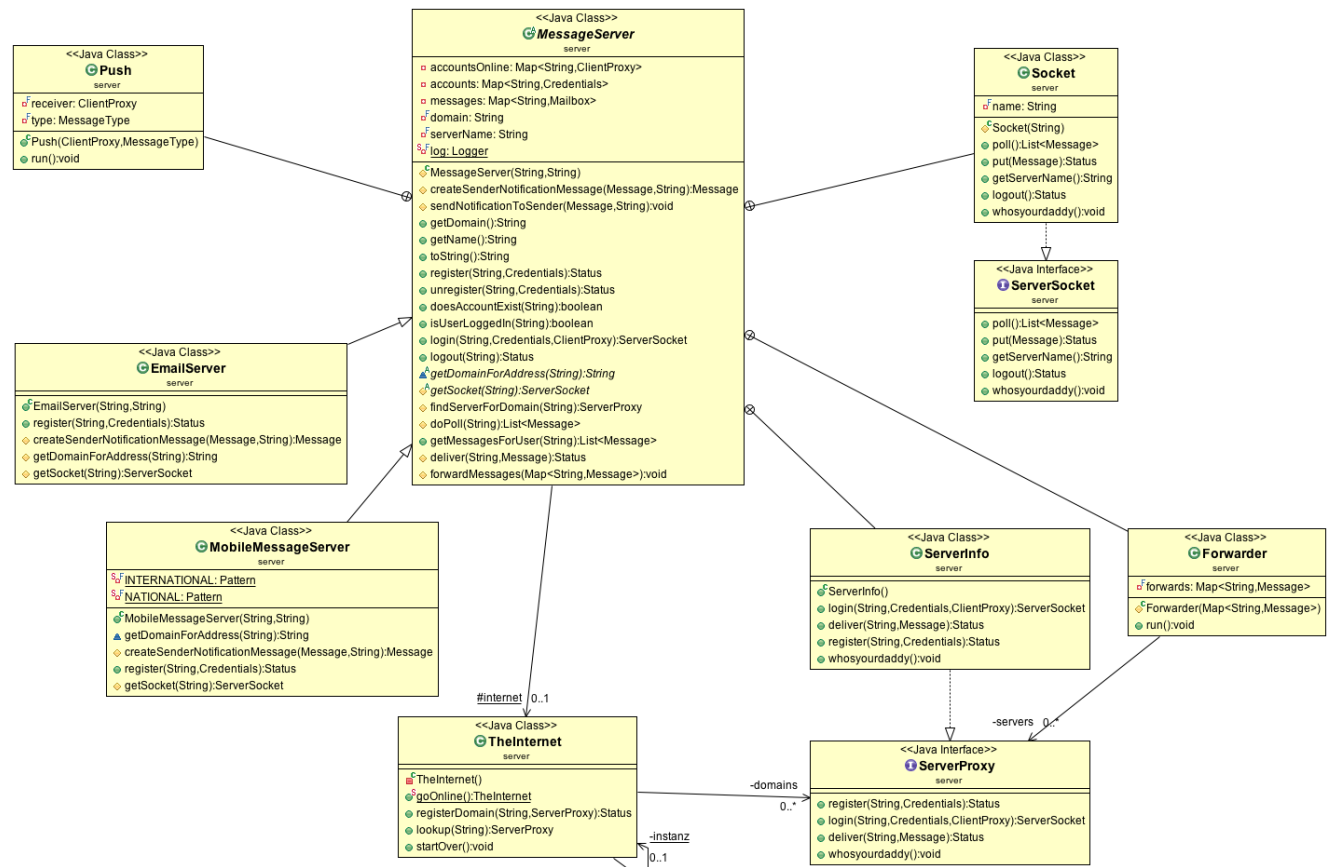 <<Java Class>>
Push
server
receiver: ClientProxy
type: MessageType
Push(ClientProxy,MessageType)
run():void
<<Java Class>>
MessageServer
server
accountsOnline: Map<String,ClientProxy>
accounts: Map<String,Credentials>
messages: Map<String,Mailbox>
domain: String
serverName: String
log: Logger
MessageServer(String,String)
createSenderNotificationMessage(Message,String):Message
sendNotificationToSender(Message,String):void
getDomain():String
getName():String
toString():String
register(String,Credentials):Status
unregister(String,Credentials):Status
doesAccountExist(String):boolean
isUserLoggedIn(String):boolean
login(String,Credentials,ClientProxy):ServerSocket
logout(String):Status
getDomainForAddress(String):String
getSocket(String):ServerSocket
findServerForDomain(String):ServerProxy
doPoll(String):List<Message>
getMessagesForUser(String):List<Message>
deliver(String,Message):Status
forwardMessages(Map<String,Message>):void
<<Java Class>>
Socket
server
name: String
Socket(String)
poll():List<Message>
put(Message):Status
getServerName():String
logout():Status
whosyourdaddy():void
<<Java Interface>>
ServerSocket
server
poll():List<Message>
put(Message):Status
getServerName():String
logout():Status
whosyourdaddy():void
<<Java Class>>
EmailServer
server
EmailServer(String,String)
register(String,Credentials):Status
createSenderNotificationMessage(Message,String):Message
getDomainForAddress(String):String
getSocket(String):ServerSocket
<<Java Class>>
MobileMessageServer
server
INTERNATIONAL: Pattern
NATIONAL: Pattern
MobileMessageServer(String,String)
getDomainForAddress(String):String
createSenderNotificationMessage(Message,String):Message
register(String,Credentials):Status
getSocket(String):ServerSocket
<<Java Class>>
ServerInfo
server
ServerInfo()
login(String,Credentials,ClientProxy):ServerSocket
deliver(String,Message):Status
register(String,Credentials):Status
whosyourdaddy():void
<<Java Class>>
Forwarder
server
forwards: Map<String,Message>
Forwarder(Map<String,Message>)
run():void
#internet 0..1
-servers 0..*
<<Java Class>>
TheInternet
server
TheInternet()
goOnline():TheInternet
registerDomain(String,ServerProxy):Status
lookup(String):ServerProxy
startOver():void
-domains
0..*
-instanz
0..1
<<Java Interface>>
ServerProxy
server
register(String,Credentials):Status
login(String,Credentials,ClientProxy):ServerSocket
deliver(String,Message):Status
whosyourdaddy():void